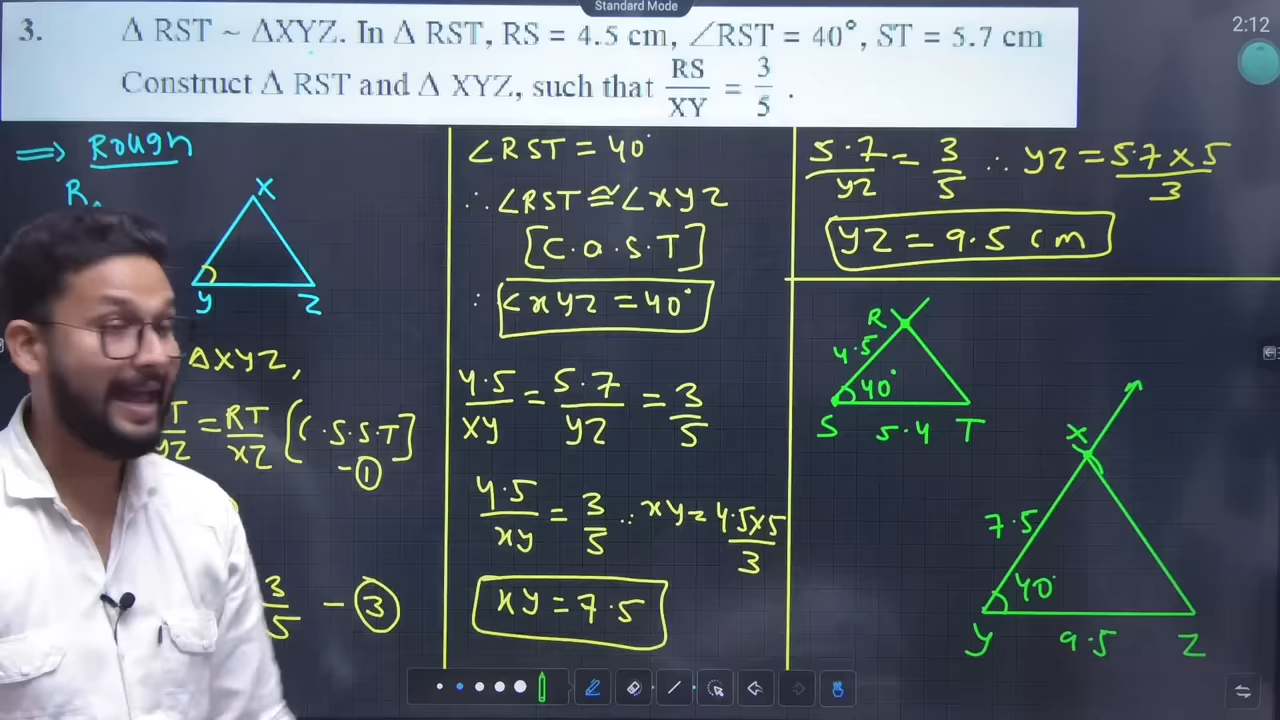 Standard Mode
2:12
3. Δ RST ~ ΔXYZ. In Δ RST, RS = 4.5 cm, ∠RST = 40°, ST = 5.7 cm
Construct Δ RST and Δ XYZ, such that RS/XY = 3/5 .
⟹ Rough
R
X
Y Z
ΔXYZ,
T/YZ = RT/XZ [C.S.S.T]
-①
3/5 - ③
∠RST = 40°
∴ ∠RST ≅ ∠XYZ
[C.a.S.T]
∴ ∠XYZ = 40°
4.5/XY = 5.7/YZ = 3/5
4.5/XY = 3/5 ∴ XY = 4.5×5/3
XY = 7.5
5.7/YZ = 3/5 ∴ YZ = 5.7×5/3
YZ = 9.5 cm
R
4.5
40°
S 5.4 T
X
7.5
40°
Y 9.5 Z